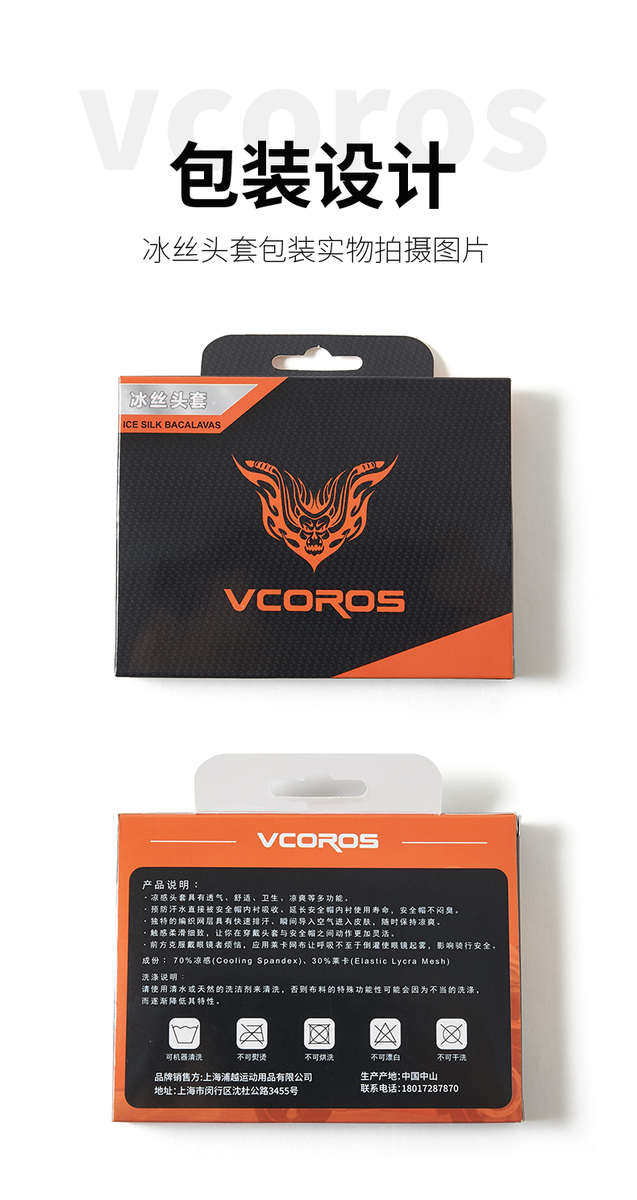 vcoros
包装设计
冰丝头套包装实物拍摄图片
冰丝头套
ICE SILK BACALAVAS
VCOROS
VCOROS
产品说明：
·凉感头套具有透气、舒适、卫生、凉爽等多功能。
·预防汗水直接被安全帽内衬吸收、延长安全帽内衬使用寿命，安全帽不闷臭。
·独特的编织网层具有快速排汗、瞬间导入空气进入皮肤，随时保持凉爽。
·触感柔滑细致，让你在穿戴头套与安全帽之间动作更加灵活。
·前方克服戴眼镜者烦恼，应用莱卡网布让呼吸不至于倒灌使眼镜起雾，影响骑行安全。
成份： 70%凉感(Cooling Spandex)、30%莱卡(Elastic Lycra Mesh)
洗涤说明：
请使用清水或天然的洗洁剂来清洗，否则布料的特殊功能性可能会因为不当的洗涤，
而逐渐降低其特性。
可机器清洗 不可熨烫 不可烘洗 不可漂白 不可干洗
品牌销售方:上海浦越运动用品有限公司 生产产地:中国中山
地址:上海市闵行区沈杜公路3455号 联系电话:18017287870